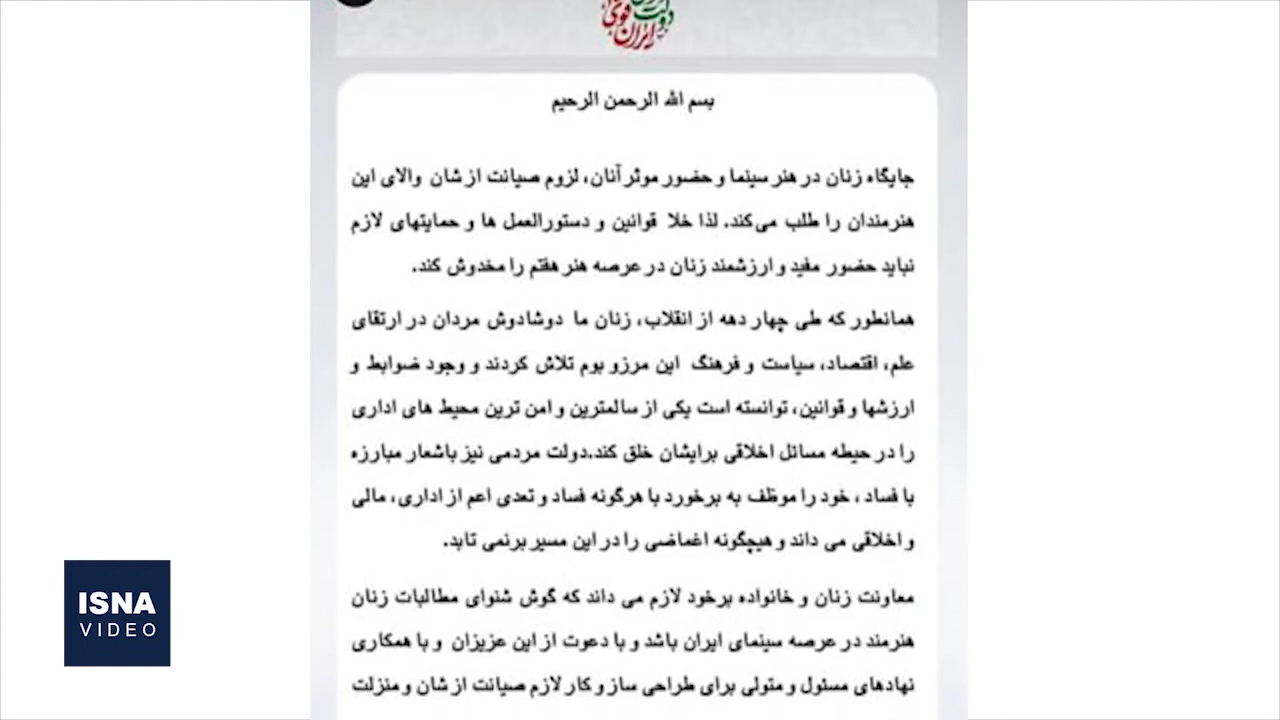 دولت
ایران قوی
بسم الله الرحمن الرحیم
جایگاه زنان در هنر سینما و حضور موثر آنان، لزوم صیانت از شان والای این
هنرمندان را طلب می‌کند. لذا خلا قوانین و دستورالعمل ها و حمایتهای لازم
نباید حضور مفید و ارزشمند زنان در عرصه هنر هفتم را مخدوش کند.
همانطور که طی چهار دهه از انقلاب، زنان ما دوشادوش مردان در ارتقای
علم، اقتصاد، سیاست و فرهنگ این مرزو بوم تلاش کردند و وجود ضوابط و
ارزشها و قوانین، توانسته است یکی از سالمترین و امن ترین محیط های اداری
را در حیطه مسائل اخلاقی برایشان خلق کند.دولت مردمی نیز باشعار مبارزه
با فساد ، خود را موظف به برخورد با هرگونه فساد و تعدی اعم از اداری، مالی
و اخلاقی می داند و هیچگونه اغماضی را در این مسیر برنمی تابد.
معاونت زنان و خانواده برخود لازم می داند که گوش شنوای مطالبات زنان
هنرمند در عرصه سینمای ایران باشد و با دعوت از این عزیزان و با همکاری
نهادهای مسئول و متولی برای طراحی ساز و کار لازم صیانت از شان و منزلت
ISNA
VIDEO